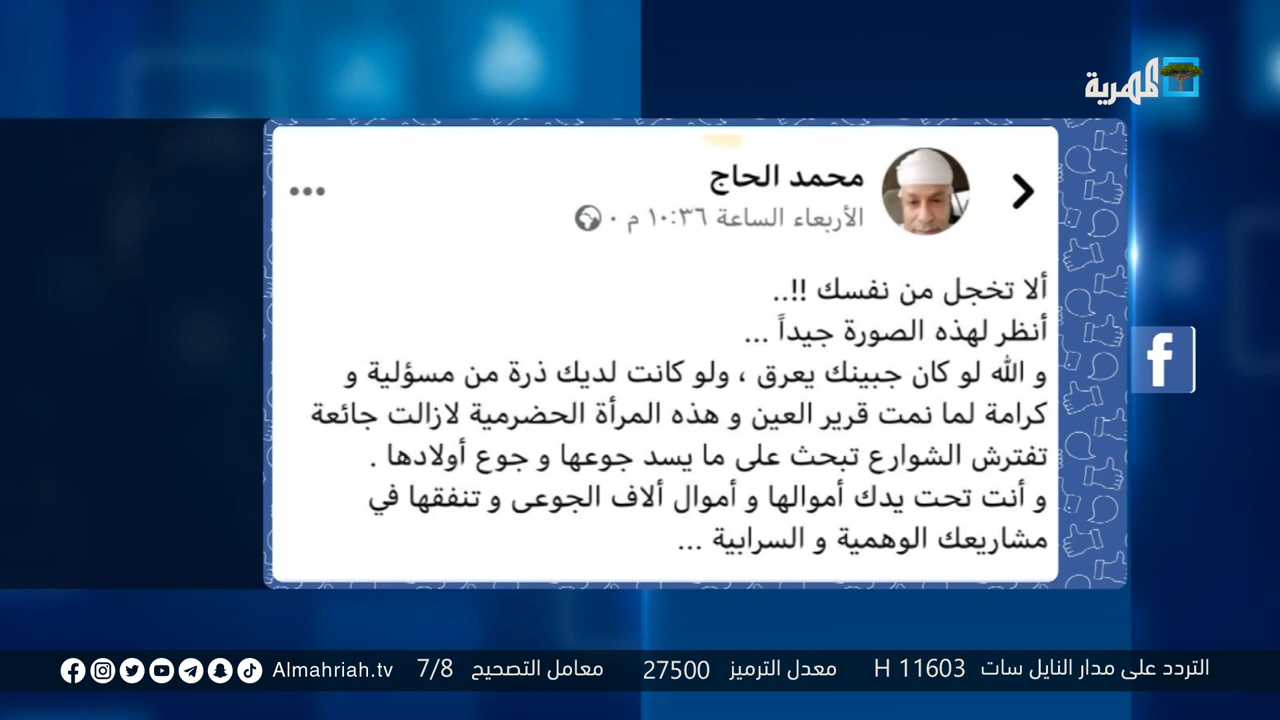 المهرية
محمد الحاج
الأربعاء الساعة ١٠:٣٦ م ·
ألا تخجل من نفسك !!..
أنظر لهذه الصورة جيداً ...
و الله لو كان جبينك يعرق ، ولو كانت لديك ذرة من مسؤلية و
كرامة لما نمت قرير العين و هذه المرأة الحضرمية لازالت جائعة
تفترش الشوارع تبحث على ما يسد جوعها و جوع أولادها .
و أنت تحت يدك أموالها و أموال ألاف الجوعى و تنفقها في
مشاريعك الوهمية و السرابية ...
f
التردد على مدار النايل سات H 11603 معدل الترميز 27500 معامل التصحيح 7/8 Almahriah.tv